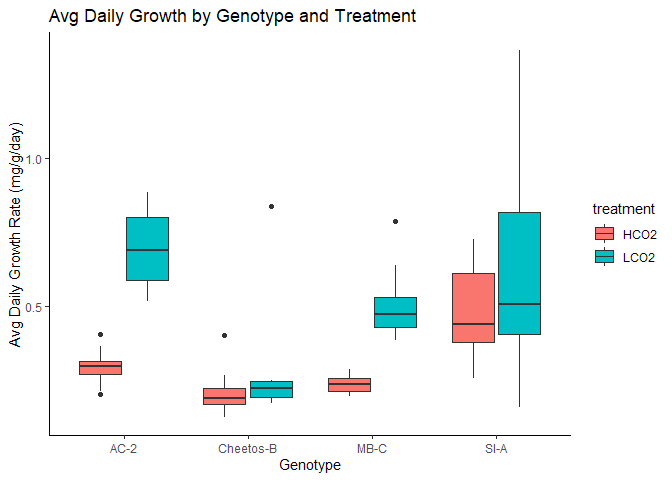 Avg Daily Growth by Genotype and Treatment
Avg Daily Growth Rate (mg/g/day)
1.0
0.5
AC-2
Cheetos-B
MB-C
SI-A
Genotype
treatment
HCO2
LCO2